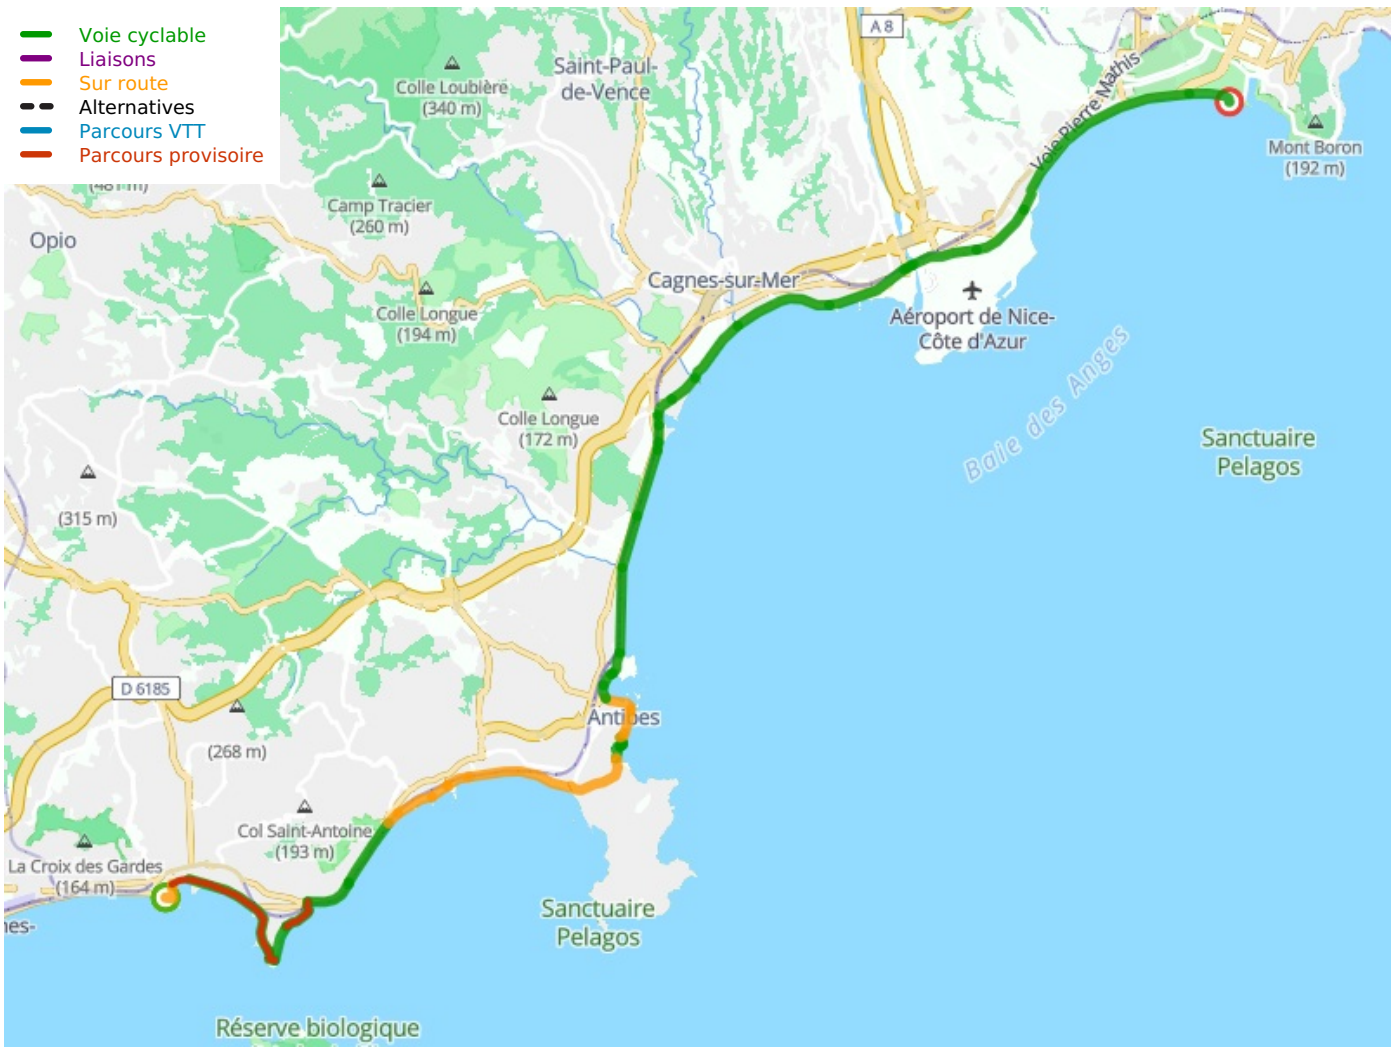 Voie cyclable
Liaisons
Sur route
Alternatives
Parcours VTT
Parcours provisoire
A 8
Saint-Paul-
de-Vence
Colle Loubière
(340 m)
Voie Pierre Mathis
Mont Boron
(192 m)
(481 m)
Camp Tracier
(260 m)
Opio
Cagnes-sur-Mer
Colle Longue
(194 m)
Aéroport de Nice-
Côte d'Azur
Baie des Anges
Colle Longue
(172 m)
Sanctuaire
Pelagos
(315 m)
D 6185
Antibes
(268 m)
Col Saint-Antoine
(193 m)
La Croix des Gardes
(164 m)
nes-
Sanctuaire
Pelagos
Réserve biologique